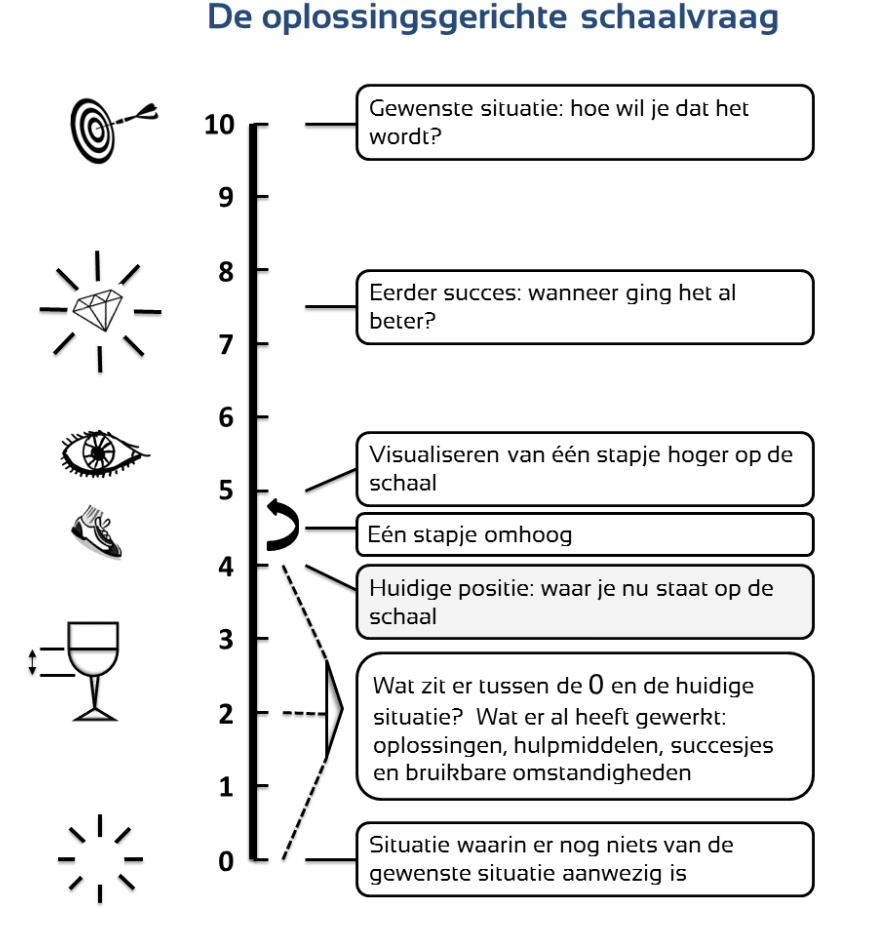 De oplossingsgerichte schaalvraag
10
Gewenste situatie: hoe wil je dat het
wordt?
9
8
Eerder succes: wanneer ging het al
beter?
7
6
Visualiseren van één stapje hoger op de
schaal
5
Eén stapje omhoog
4
Huidige positie: waar je nu staat op de
schaal
3
Wat zit er tussen de 0 en de huidige
situatie? Wat er al heeft gewerkt:
oplossingen, hulpmiddelen, succesjes
en bruikbare omstandigheden
2
1
Situatie waarin er nog niets van de
gewenste situatie aanwezig is
0